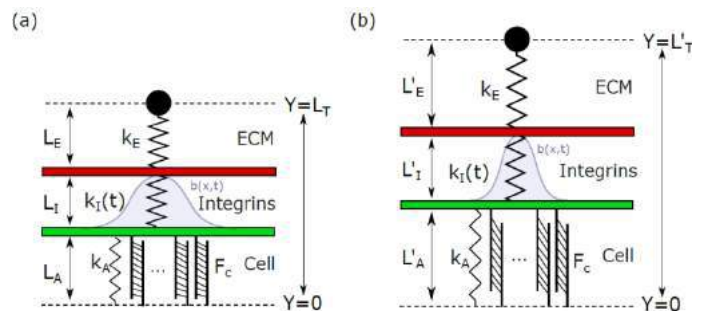 (a)
Y=L_T
L_E
k_E
ECM
b(x,t)
L_I
k_I(t)
Integrins
L_A
k_A
...
F_c
Cell
Y=0
(b)
Y=L'_T
L'_E
k_E
ECM
b(x,t)
L'_I
k_I(t)
Integrins
L'_A
k_A
...
F_c
Cell
Y=0